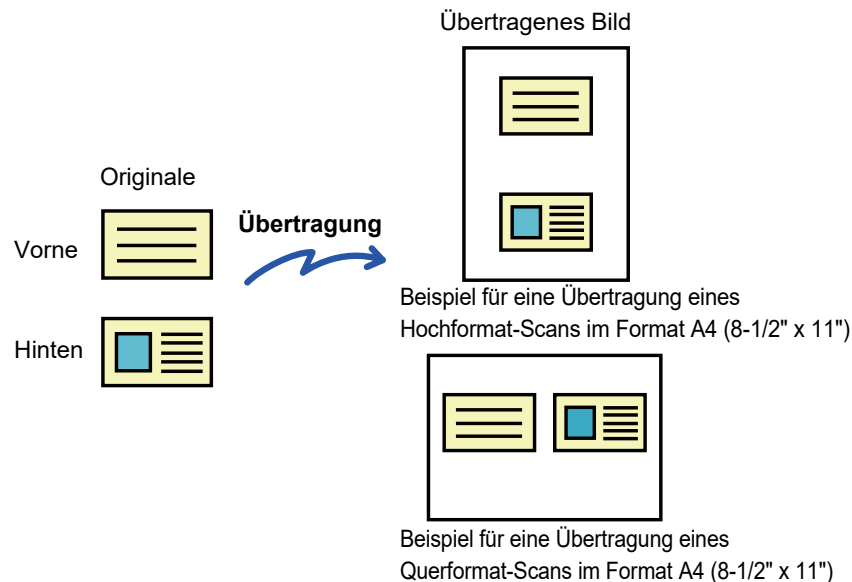 Übertragenes Bild
Originale
Vorne
Übertragung
Hinten
Beispiel für eine Übertragung eines
Hochformat-Scans im Format A4 (8-1/2" x 11")
Beispiel für eine Übertragung eines
Querformat-Scans im Format A4 (8-1/2" x 11")